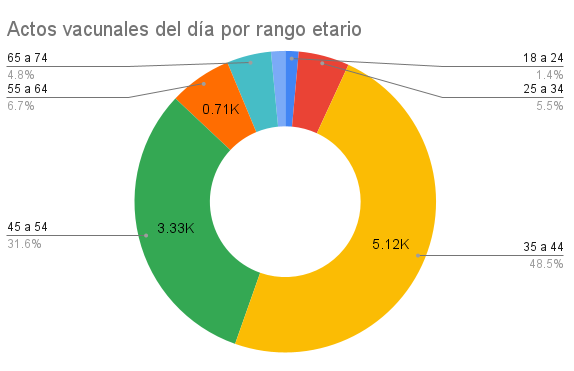 Actos vacunales del día por rango etario
65 a 74
4.8%
55 a 64
6.7%
45 a 54
31.6%
18 a 24
1.4%
25 a 34
5.5%
35 a 44
48.5%
0.71K
3.33K
5.12K